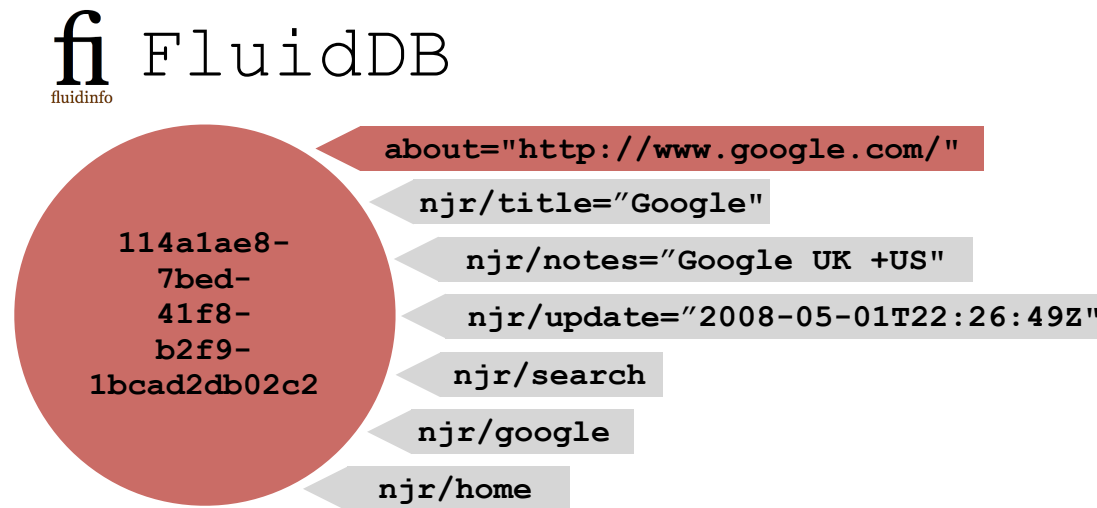 fi FluidDB
fluidinfo
about="http://www.google.com/"
njr/title=”Google"
njr/notes=”Google UK +US"
njr/update=”2008-05-01T22:26:49Z"
njr/search
njr/google
njr/home
114a1ae8-
7bed-
41f8-
b2f9-
1bcad2db02c2